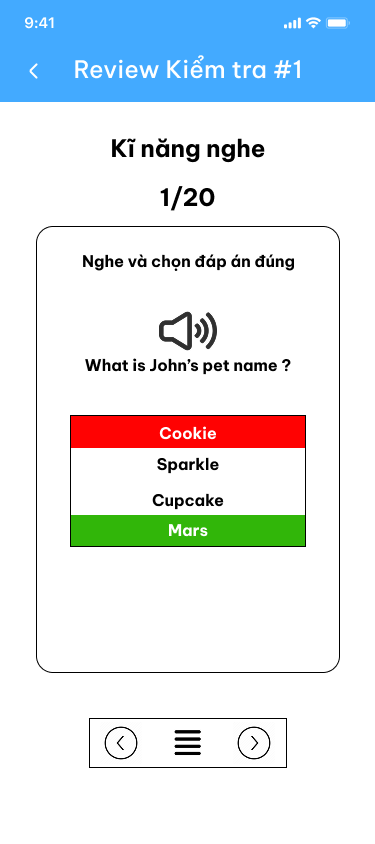 9:41
Review Kiểm tra #1
Kĩ năng nghe
1/20
Nghe và chọn đáp án đúng
What is John’s pet name ?
Cookie
Sparkle
Cupcake
Mars